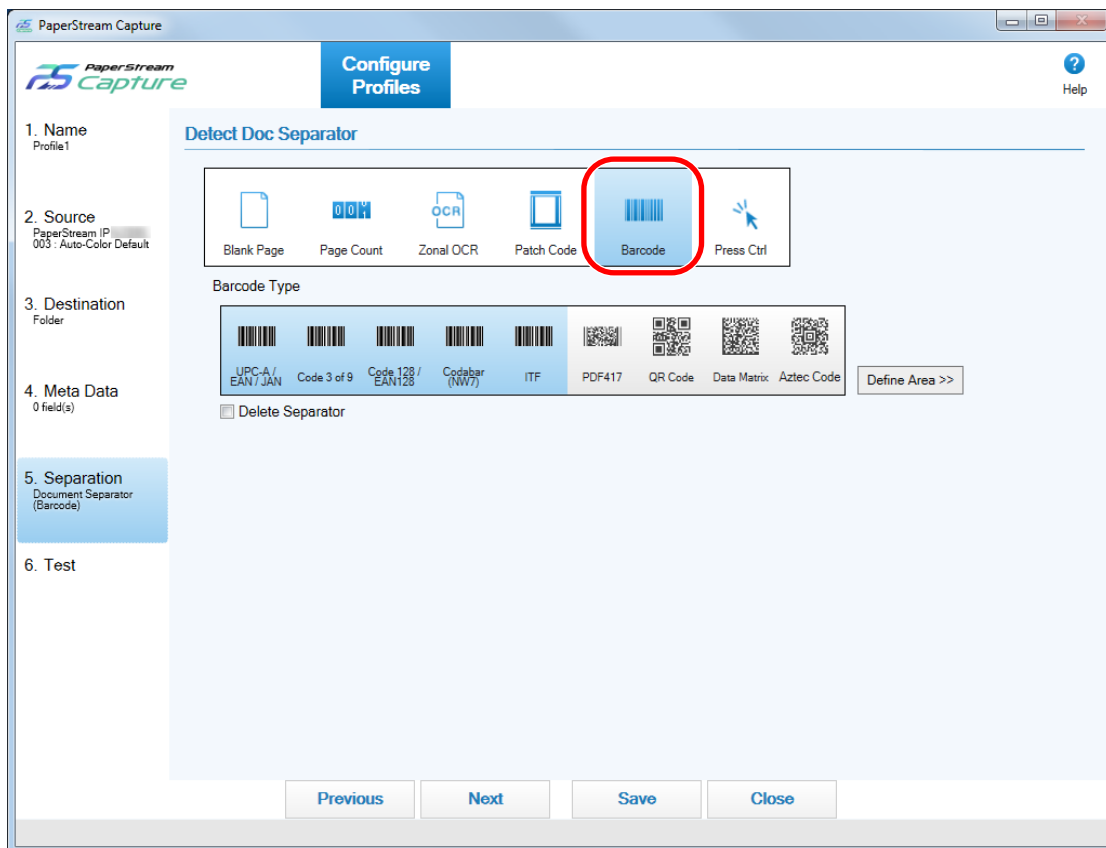 PaperStream Capture
PaperStream
Capture
Configure
Profiles
Help
1. Name
Profile1
2. Source
PaperStream IP
003 : Auto-Color Default
3. Destination
Folder
4. Meta Data
0 field(s)
5. Separation
Document Separator
(Barcode)
6. Test
Detect Doc Separator
Blank Page
Page Count
OCR
Zonal OCR
Patch Code
Barcode
Press Ctrl
Barcode Type
UPC-A /
EAN / JAN
Code 3 of 9
Code 128 /
EAN128
Codabar
(NW7)
ITF
PDF417
QR Code
Data Matrix
Aztec Code
Define Area >>
Delete Separator
Previous
Next
Save
Close